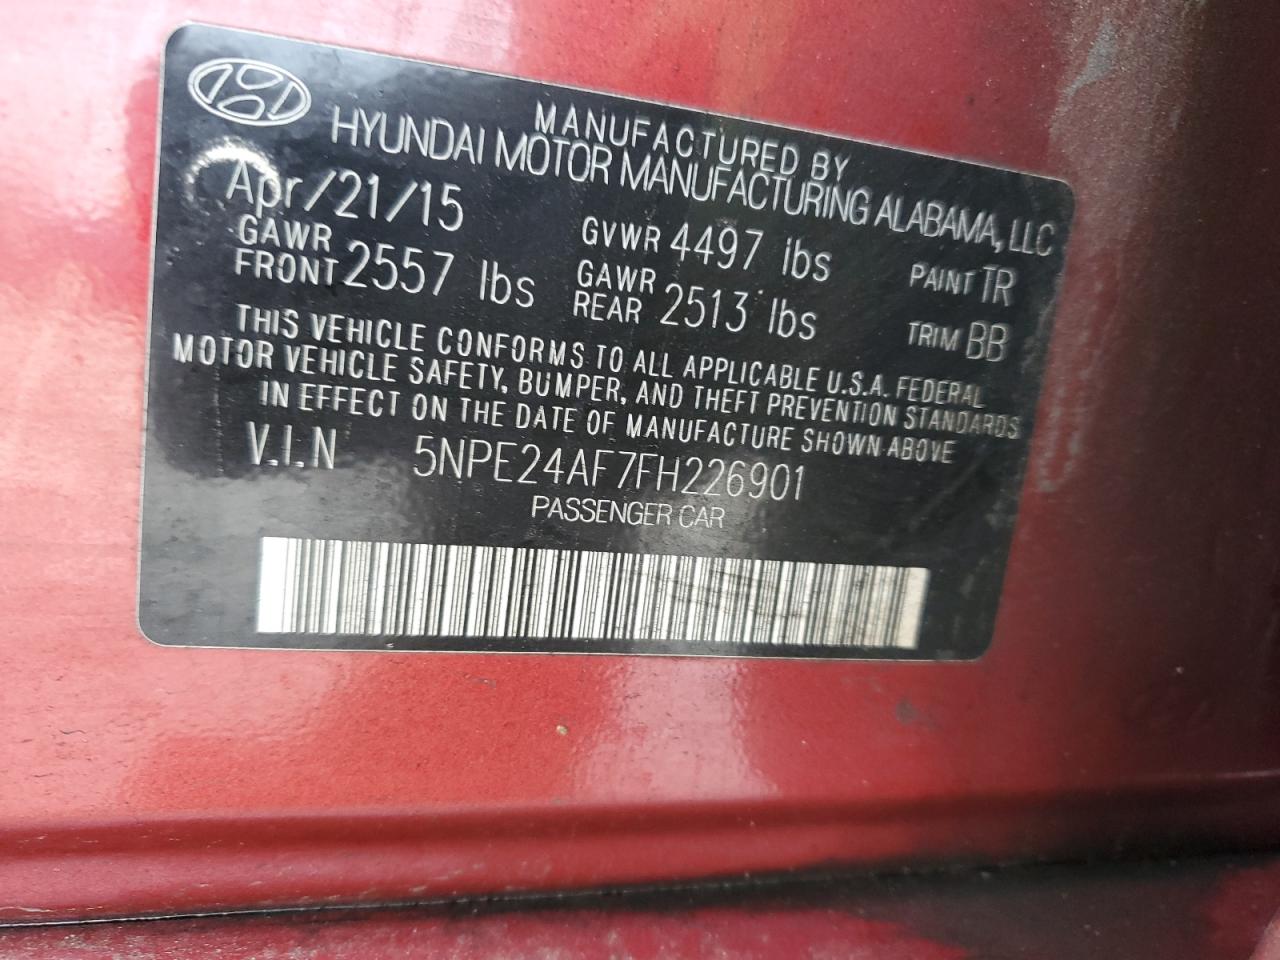 MANUFACTURED BY
HYUNDAI MOTOR MANUFACTURING ALABAMA, LLC
Apr/21/15 GVWR 4497 lbs PAINT TR
GAWR FRONT 2557 lbs GAWR REAR 2513 lbs TRIM BB
THIS VEHICLE CONFORMS TO ALL APPLICABLE U.S.A. FEDERAL
MOTOR VEHICLE SAFETY, BUMPER, AND THEFT PREVENTION STANDARDS
IN EFFECT ON THE DATE OF MANUFACTURE SHOWN ABOVE
V.I.N 5NPE24AF7FH226901
PASSENGER CAR